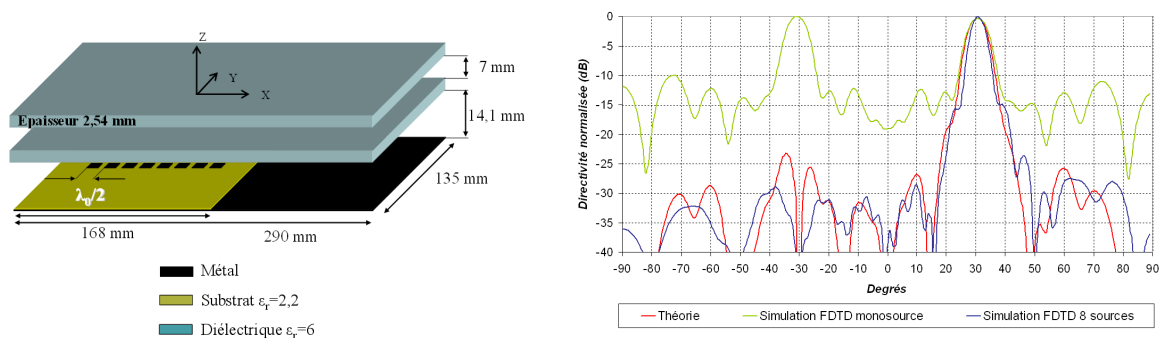 Z
Y
X
7 mm
Epaisseur 2,54 mm
14,1 mm
λ₀/2
135 mm
168 mm
290 mm
Métal
Substrat εr=2,2
Diélectrique εr=6
Directivité normalisée (dB)
0
-5
-10
-15
-20
-25
-30
-35
-40
-90 -80 -70 -60 -50 -40 -30 -20 -10 0 10 20 30 40 50 60 70 80 90
Degrés
Théorie Simulation FDTD monosource Simulation FDTD 8 sources